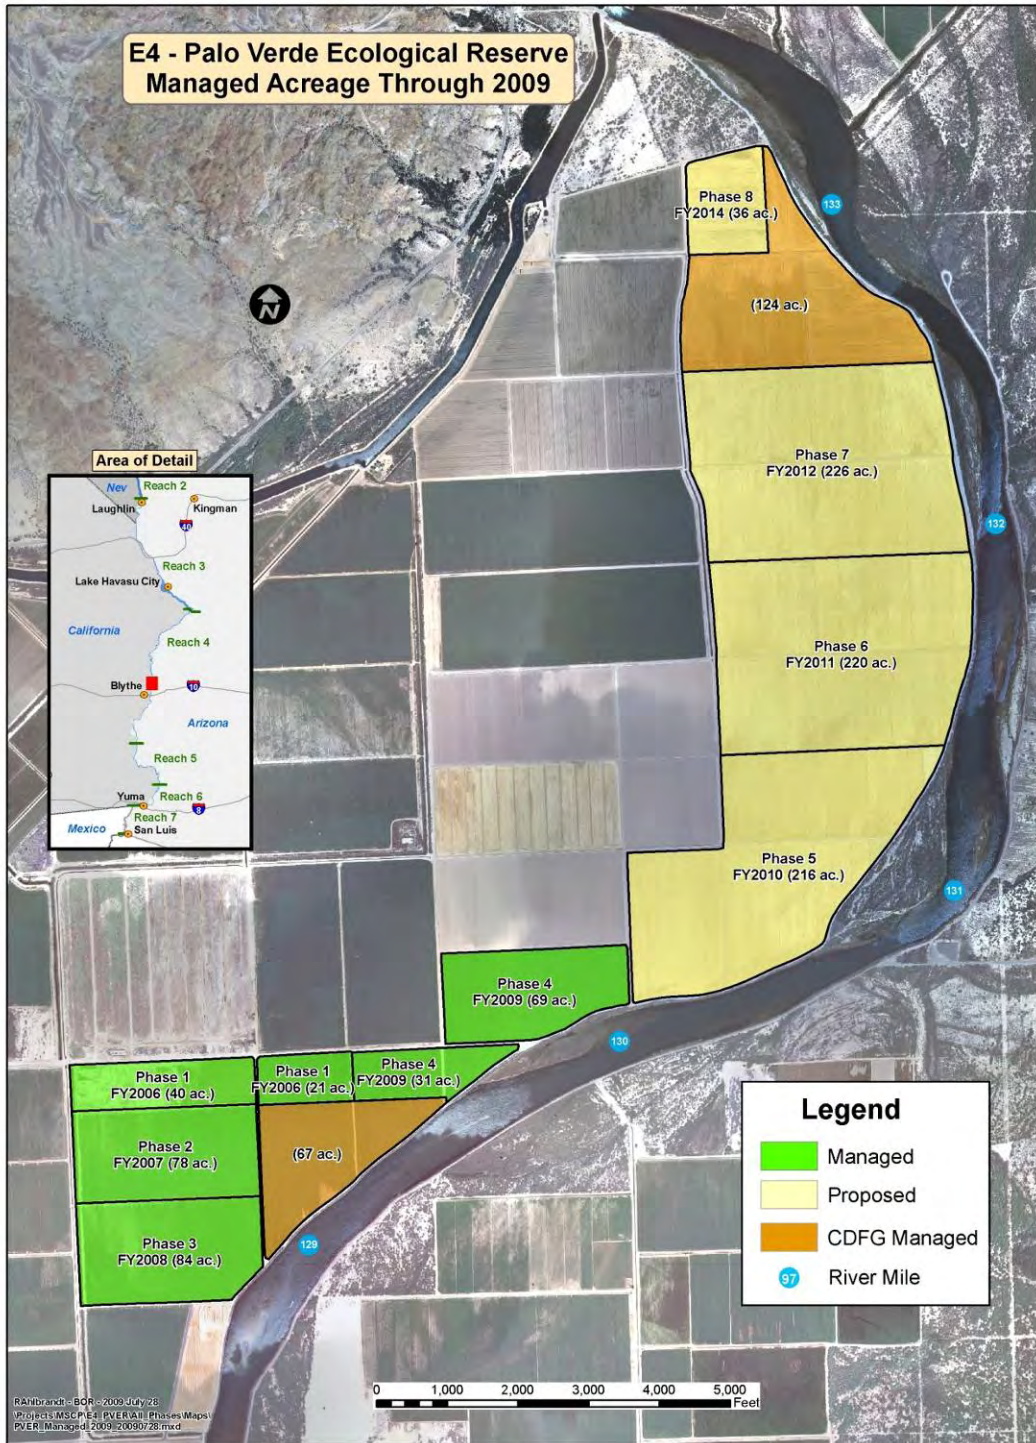 E4 - Palo Verde Ecological Reserve
Managed Acreage Through 2009
Phase 8
FY2014 (36 ac.)
133
(124 ac.)
Phase 7
FY2012 (226 ac.)
132
Area of Detail
Nev
Reach 2
Laughlin
Kingman
40
Reach 3
Lake Havasu City
California
Reach 4
Blythe
10
Arizona
Reach 5
Yuma
Reach 6
8
Reach 7
Mexico
San Luis
N
Phase 6
FY2011 (220 ac.)
Phase 5
FY2010 (216 ac.)
131
Phase 4
FY2009 (69 ac.)
130
Phase 1
FY2006 (40 ac.)
Phase 1
FY2006 (21 ac.)
Phase 4
FY2009 (31 ac.)
Phase 2
FY2007 (78 ac.)
(67 ac.)
Phase 3
FY2008 (84 ac.)
129
Legend
Managed
Proposed
CDFG Managed
97 River Mile
0 1,000 2,000 3,000 4,000 5,000
Feet
RAhlbrandt - BOR - 2009 July 28
\Projects\MSCP\E4_PVER\All_Phases\Maps\
PVER_Managed_2009_20090728.mxd